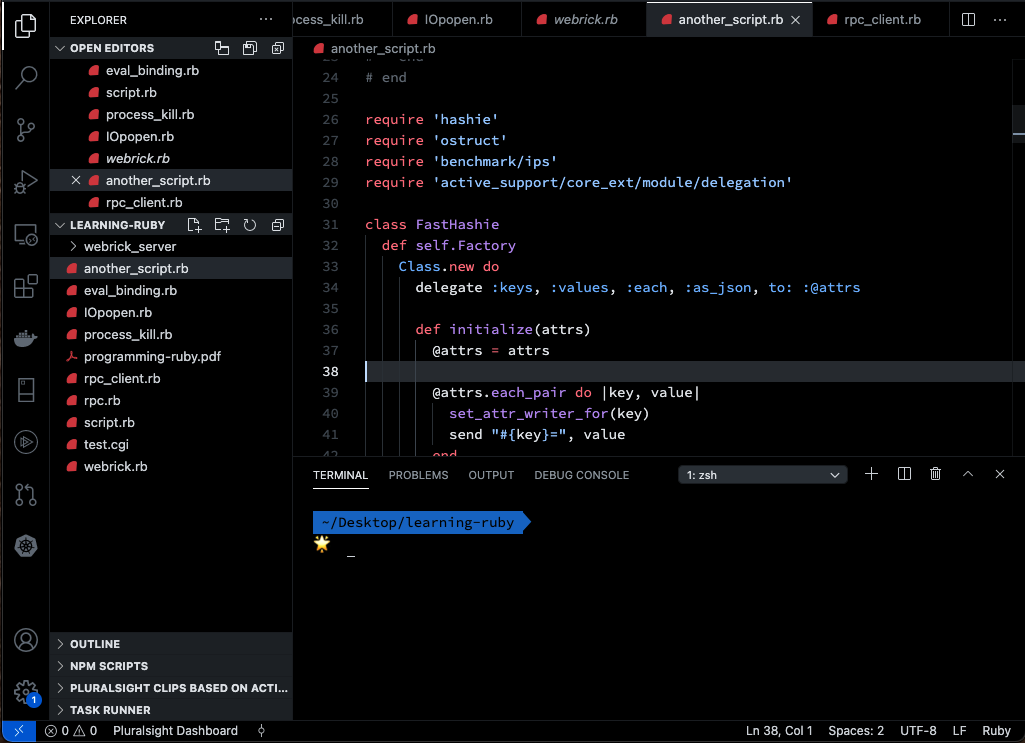 EXPLORER
OPEN EDITORS
eval_binding.rb
script.rb
process_kill.rb
IOpopen.rb
webrick.rb
another_script.rb
rpc_client.rb
LEARNING-RUBY
webrick_server
another_script.rb
eval_binding.rb
IOpopen.rb
process_kill.rb
programming-ruby.pdf
rpc_client.rb
rpc.rb
script.rb
test.cgi
webrick.rb
OUTLINE
NPM SCRIPTS
PLURALSIGHT CLIPS BASED ON ACTI...
TASK RUNNER
1
ocess_kill.rb IOpopen.rb webrick.rb another_script.rb rpc_client.rb
another_script.rb
23 # end
24 # end
25
26 require 'hashie'
27 require 'ostruct'
28 require 'benchmark/ips'
29 require 'active_support/core_ext/module/delegation'
30
31 class FastHashie
32 def self.Factory
33 Class.new do
34 delegate :keys, :values, :each, :as_json, to: :@attrs
35
36 def initialize(attrs)
37 @attrs = attrs
38
39 @attrs.each_pair do |key, value|
40 set_attr_writer_for(key)
41 send "#{key}=", value
42 end
TERMINAL PROBLEMS OUTPUT DEBUG CONSOLE 1: zsh
~/Desktop/learning-ruby
_
0 0 Pluralsight Dashboard Ln 38, Col 1 Spaces: 2 UTF-8 LF Ruby